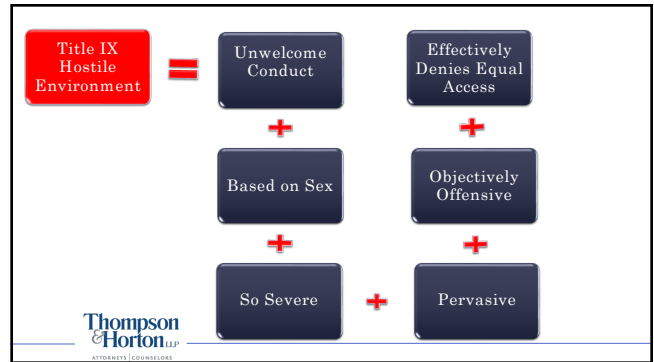 Title IX
Hostile
Environment
=
Unwelcome
Conduct
+
Based on Sex
+
So Severe
+
Pervasive
+
Objectively
Offensive
+
Effectively
Denies Equal
Access
Thompson
& Horton LLP
ATTORNEYS | COUNSELORS